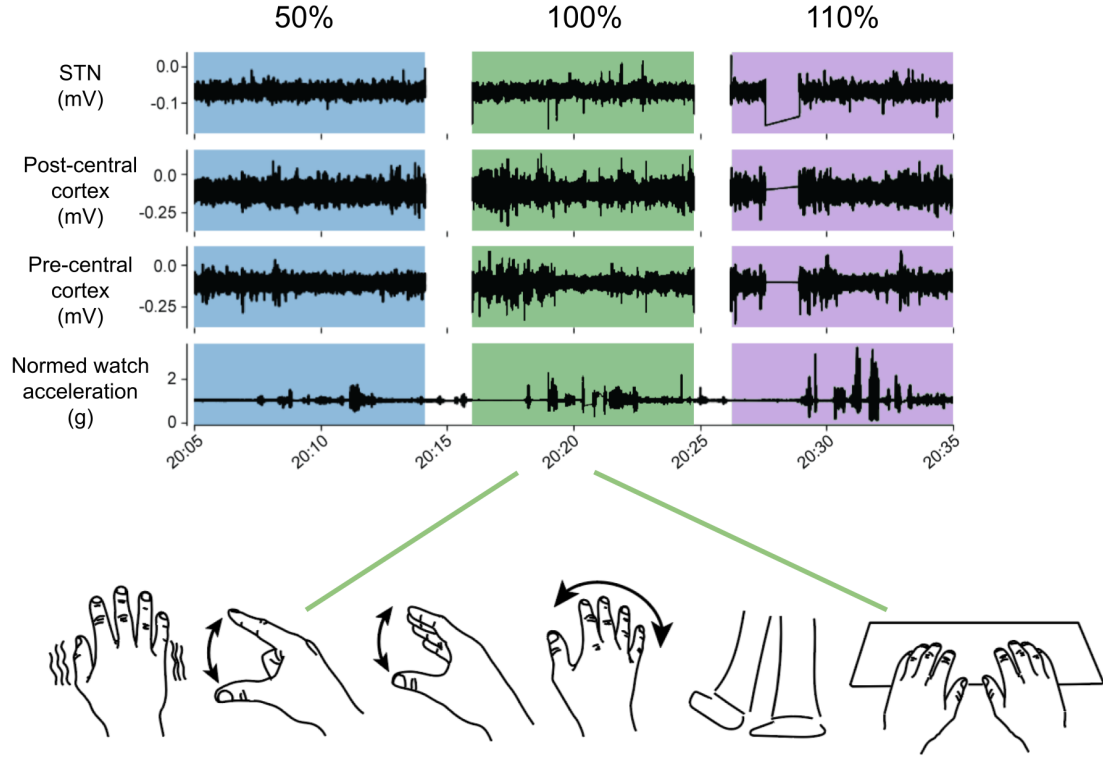 50%
100%
110%
STN
(mV)
0.0
-0.1
Post-central
cortex
(mV)
0.0
-0.25
Pre-central
cortex
(mV)
0.0
-0.25
Normed watch
acceleration
(g)
2
0
20:05
20:10
20:15
20:20
20:25
20:30
20:35